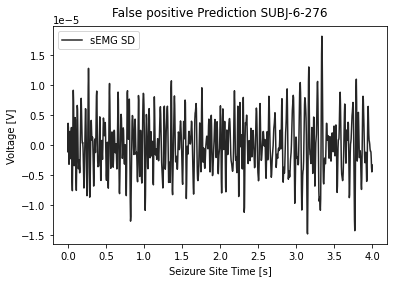 False positive Prediction SUBJ-6-276
1e−5
sEMG SD
1.5
1.0
0.5
0.0
−0.5
−1.0
−1.5
Voltage [V]
0.0 0.5 1.0 1.5 2.0 2.5 3.0 3.5 4.0
Seizure Site Time [s]